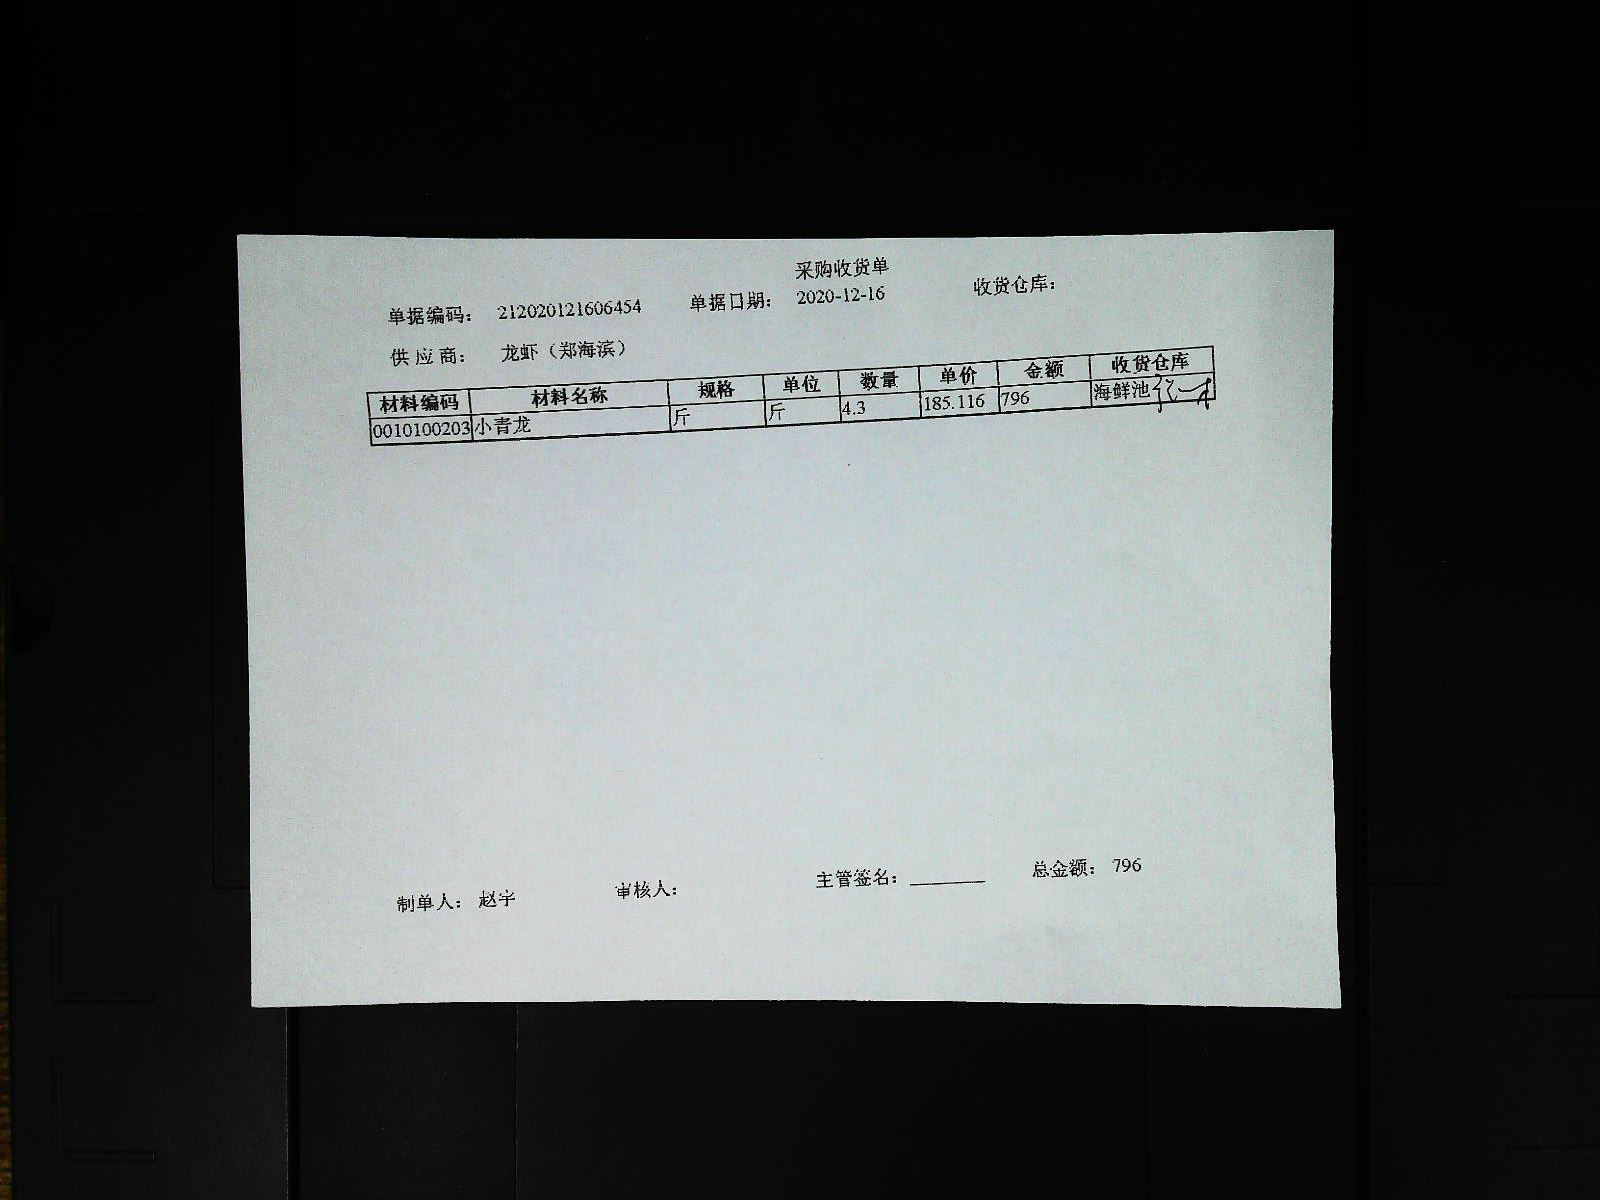 采购收货单
单据编码: 212020121606454 单据日期: 2020-12-16 收货仓库:
供应商: 龙虾（郑海滨）
材料编码 材料名称 规格 单位 数量 单价 金额 收货仓库
0010100203 小青龙 斤 斤 4.3 185.116 796 海鲜池
制单人: 赵宇 审核人: 主管签名: 总金额: 796